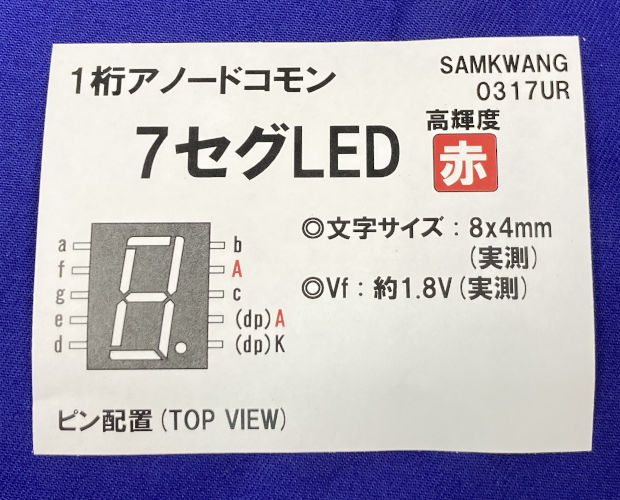 1桁アノードコモン
SAMKWANG
0317UR
7セグLED
高輝度
赤
◎文字サイズ：8x4mm
(実測)
◎Vf：約1.8V(実測)
a
b
f
A
g
c
e
(dp)A
d
(dp)K
ピン配置(TOP VIEW)